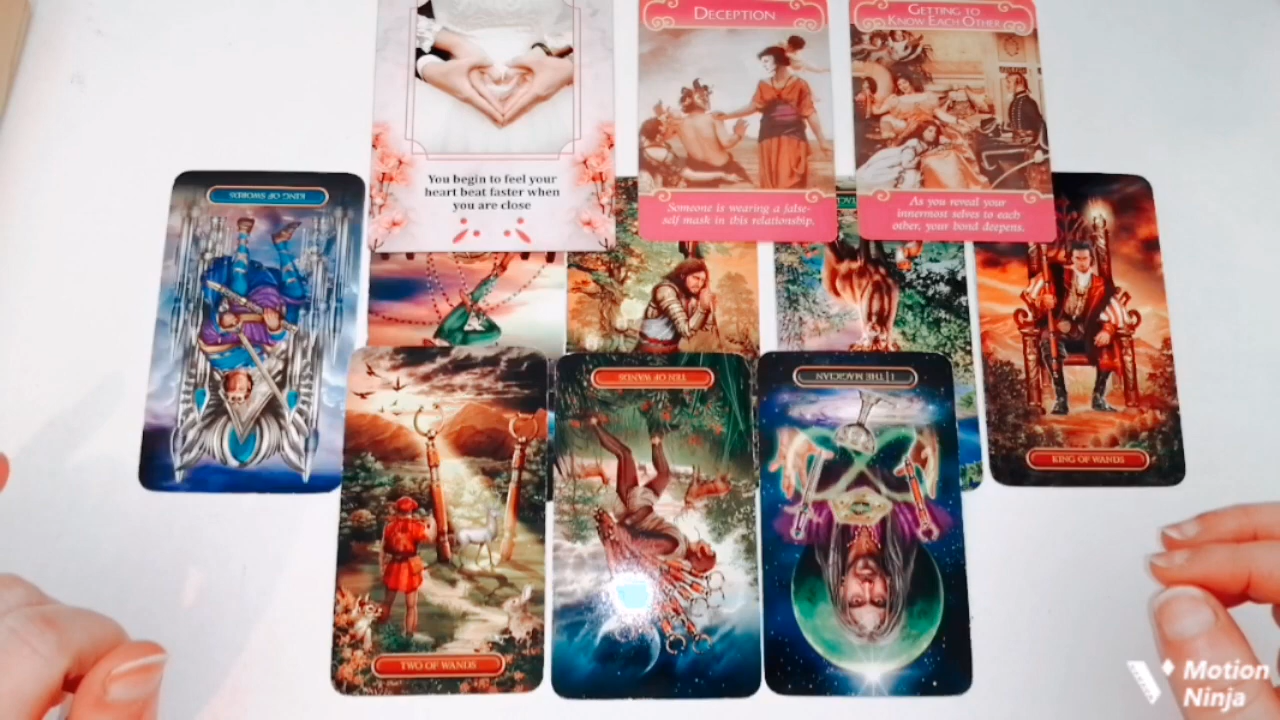 DECEPTION
GETTING TO
KNOW EACH OTHER
KING OF SWORDS
You begin to feel your
heart beat faster when
you are close
Someone is wearing a false-
self mask in this relationship.
As you reveal your
innermost selves to each
other, your bond deepens.
TEN OF WANDS
I THE MAGICIAN
KING OF WANDS
TWO OF WANDS
Motion
Ninja